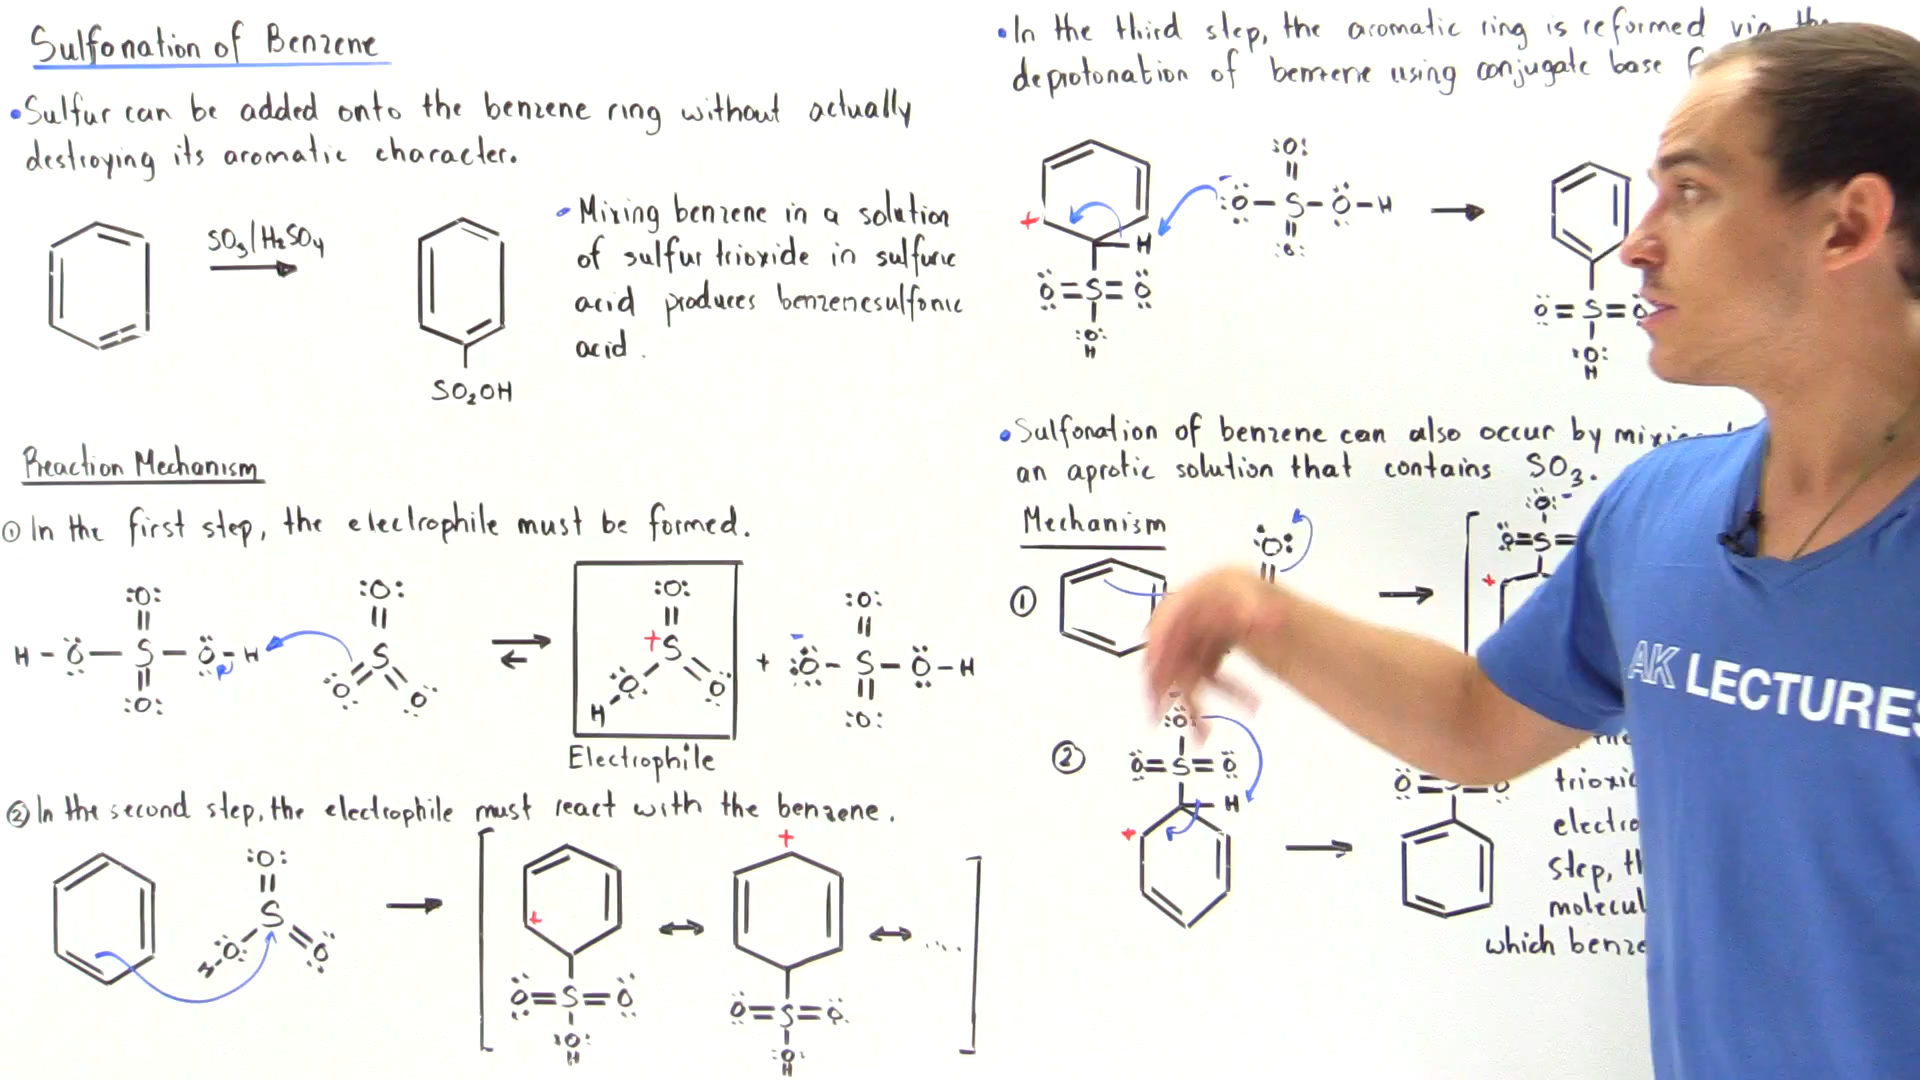 Sulfonation of Benzene
•Sulfur can be added onto the benzene ring without actually
destroying its aromatic character.
SO₃/H₂SO₄
SO₂OH
• Mixing benzene in a solution
of sulfur trioxide in sulfuric
acid produces benzenesulfonic
acid.
Reaction Mechanism
① In the first step, the electrophile must be formed.
:O: :O: :O: :O:
H - O - S - O - H S + S + - O - S - O - H
:O: O O H O O :O:
Electrophile
② In the second step, the electrophile must react with the benzene.
:O: +
S +
O O
O = S = O O = S = O
:O: :O:
H H
•In the third step, the aromatic ring is reformed via the
deprotonation of benzene using conjugate base
:O:
+ H - :O - S - O - H
:O:
O = S = O O = S = O
:O: :O:
H H
•Sulfonation of benzene can also occur by mixing
an aprotic solution that contains SO₃.
Mechanism
① :O: :O: -
O = S =
+
② :O:
O = S = O
H
+
O
trioxid
electro
step, th
molecul
which benze
AK LECTURES